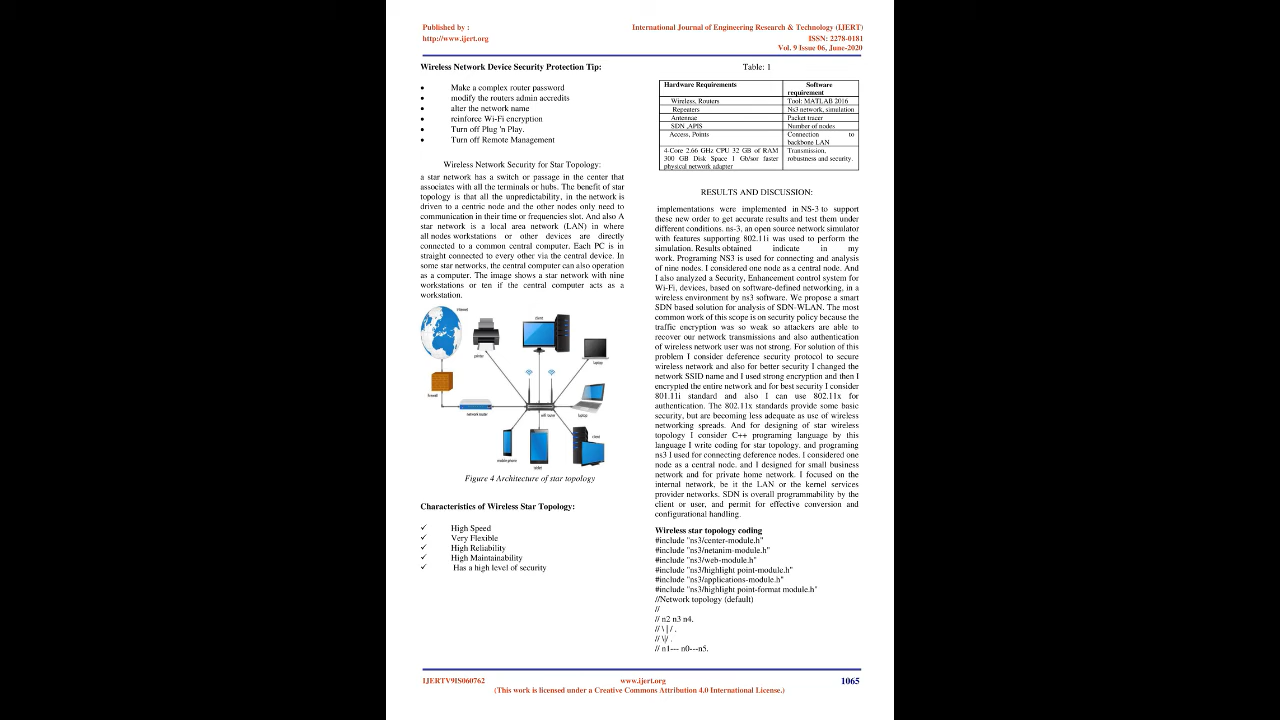 Published by :
http://www.ijert.org
International Journal of Engineering Research & Technology (IJERT)
ISSN: 2278-0181
Vol. 9 Issue 06, June-2020
Wireless Network Device Security Protection Tip:
• Make a complex router password
• modify the routers admin accredits
• alter the network name
• reinforce Wi-Fi encryption
• Turn off Plug 'n Play.
• Turn off Remote Management
Wireless Network Security for Star Topology:
a star network has a switch or passage in the center that
associates with all the terminals or hubs. The benefit of star
topology is that all the unpredictability, in the network is
driven to a centric node and the other nodes only need to
communication in their time or frequencies slot. And also A
star network is a local area network (LAN) in where
all nodes workstations or other devices are directly
connected to a common central computer. Each PC is in
straight connected to every other via the central device. In
some star networks, the central computer can also operation
as a computer. The image shows a star network with nine
workstations or ten if the central computer acts as a
workstation.
internet
printer
client
laptop
firewall
network router
wifi router
laptop
mobile phone
tablet
client
Figure 4 Architecture of star topology
Characteristics of Wireless Star Topology:
✓ High Speed
✓ Very Flexible
✓ High Reliability
✓ High Maintainability
✓ Has a high level of security
Table: 1
Hardware Requirements Software
requirement
Wireless, Routers Tool: MATLAB 2016
Repeaters Ns3 network, simulation
Antennae Packet tracer
SDN ,APIS Number of nodes
Access, Points Connection to
backbone LAN
4-Core 2.66 GHz CPU 32 GB of RAM Transmission,
300 GB Disk Space 1 Gb/sor faster robustness and security.
physical network adapter
RESULTS AND DISCUSSION:
implementations were implemented in NS-3 to support
these new order to get accurate results and test them under
different conditions. ns-3, an open source network simulator
with features supporting 802.11i was used to perform the
simulation. Results obtained indicate in my
work. Programing NS3 is used for connecting and analysis
of nine nodes. I considered one node as a central node. And
I also analyzed a Security, Enhancement control system for
Wi-Fi, devices, based on software-defined networking, in a
wireless environment by ns3 software. We propose a smart
SDN based solution for analysis of SDN-WLAN. The most
common work of this scope is on security policy because the
traffic encryption was so weak so attackers are able to
recover our network transmissions and also authentication
of wireless network user was not strong. For solution of this
problem I consider deference security protocol to secure
wireless network and also for better security I changed the
network SSID name and I used strong encryption and then I
encrypted the entire network and for best security I consider
801.11i standard and also I can use 802.11x for
authentication. The 802.11x standards provide some basic
security, but are becoming less adequate as use of wireless
networking spreads. And for designing of star wireless
topology I consider C++ programing language by this
language I write coding for star topology. and programing
ns3 I used for connecting deference nodes. I considered one
node as a central node. and I designed for small business
network and for private home network. I focused on the
internal network, be it the LAN or the kernel services
provider networks. SDN is overall programmability by the
client or user, and permit for effective conversion and
configurational handling.
Wireless star topology coding
#include "ns3/center-module.h"
#include "ns3/netanim-module.h"
#include "ns3/web-module.h"
#include "ns3/highlight point-module.h"
#include "ns3/applications-module.h"
#include "ns3/highlight point-format module.h"
//Network topology (default)
//
// n2 n3 n4.
// \ | / .
// \|/ .
// n1--- n0---n5.
IJERTV9IS060762
www.ijert.org
1065
(This work is licensed under a Creative Commons Attribution 4.0 International License.)